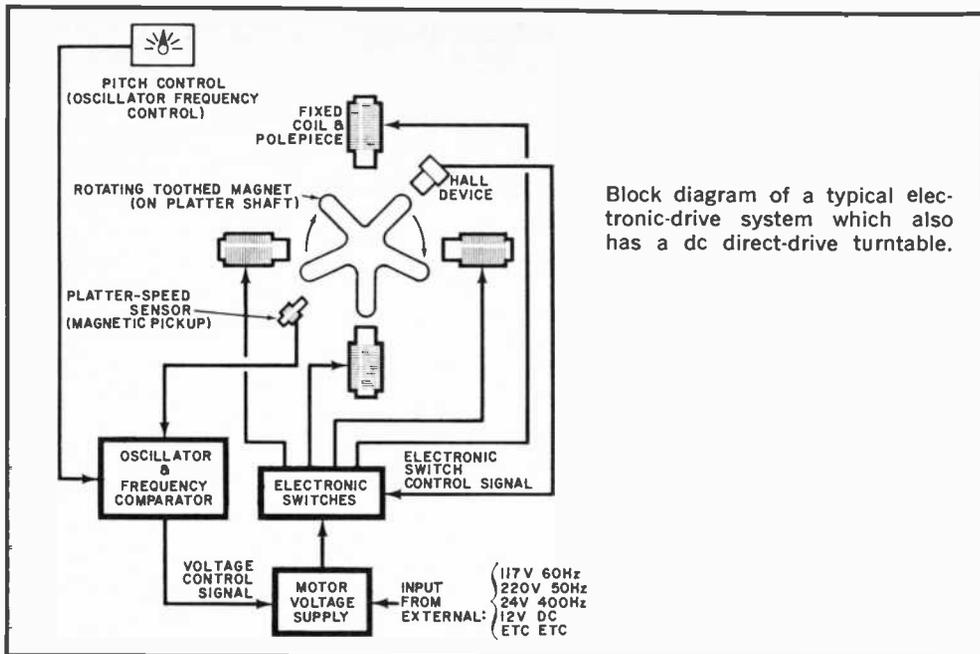 PITCH CONTROL
(OSCILLATOR FREQUENCY
CONTROL)
FIXED
COIL &
POLEPIECE
HALL
DEVICE
ROTATING TOOTHED MAGNET
(ON PLATTER SHAFT)
Block diagram of a typical elec-
tronic-drive system which also
has a dc direct-drive turntable.
PLATTER-SPEED
SENSOR
(MAGNETIC PICKUP)
OSCILLATOR
&
FREQUENCY
COMPARATOR
ELECTRONIC
SWITCHES
ELECTRONIC
SWITCH
CONTROL SIGNAL
VOLTAGE
CONTROL
SIGNAL
MOTOR
VOLTAGE
SUPPLY
INPUT
FROM
EXTERNAL:
117V 60Hz
220V 50Hz
24V 400Hz
12V DC
ETC ETC